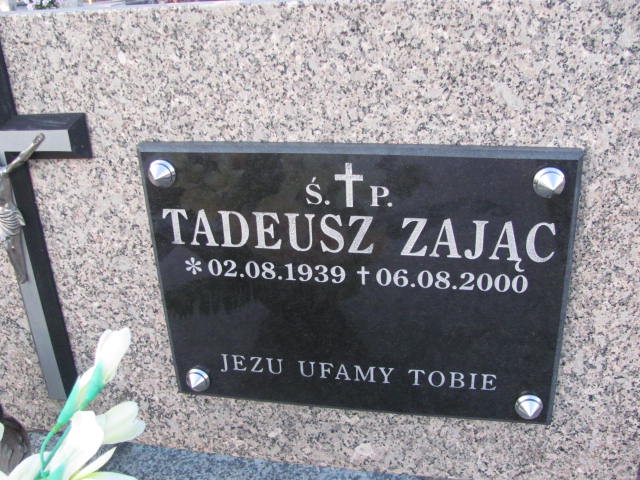 Ś. P.
TADEUSZ ZAJĄC
*02.08.1939 †06.08.2000
JEZU UFAMY TOBIE